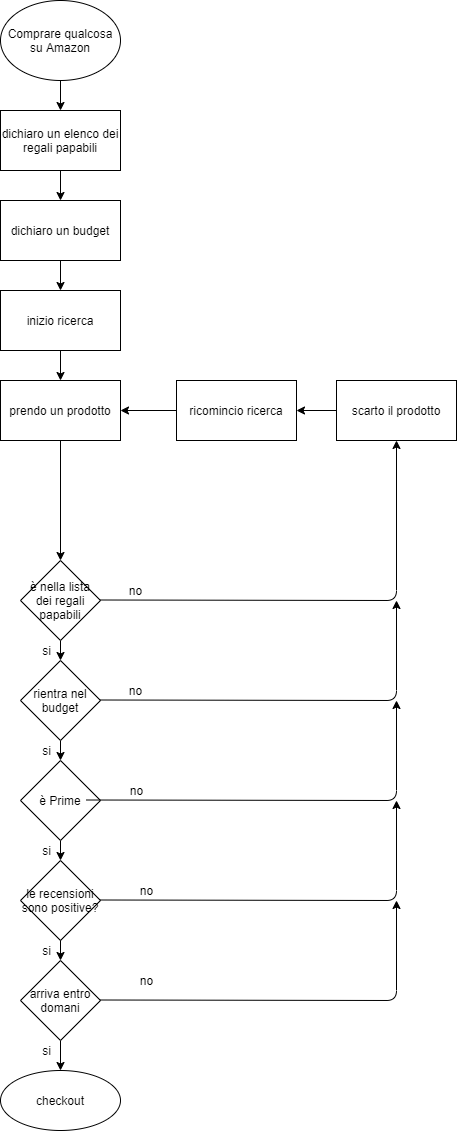 Comprare qualcosa
su Amazon
dichiaro un elenco dei
regali papabili
dichiaro un budget
inizio ricerca
prendo un prodotto
ricomincio ricerca
scarto il prodotto
è nella lista
dei regali
papabili
no
si
rientra nel
budget
no
si
è Prime
no
si
le recensioni
sono positive?
no
si
arriva entro
domani
no
si
checkout